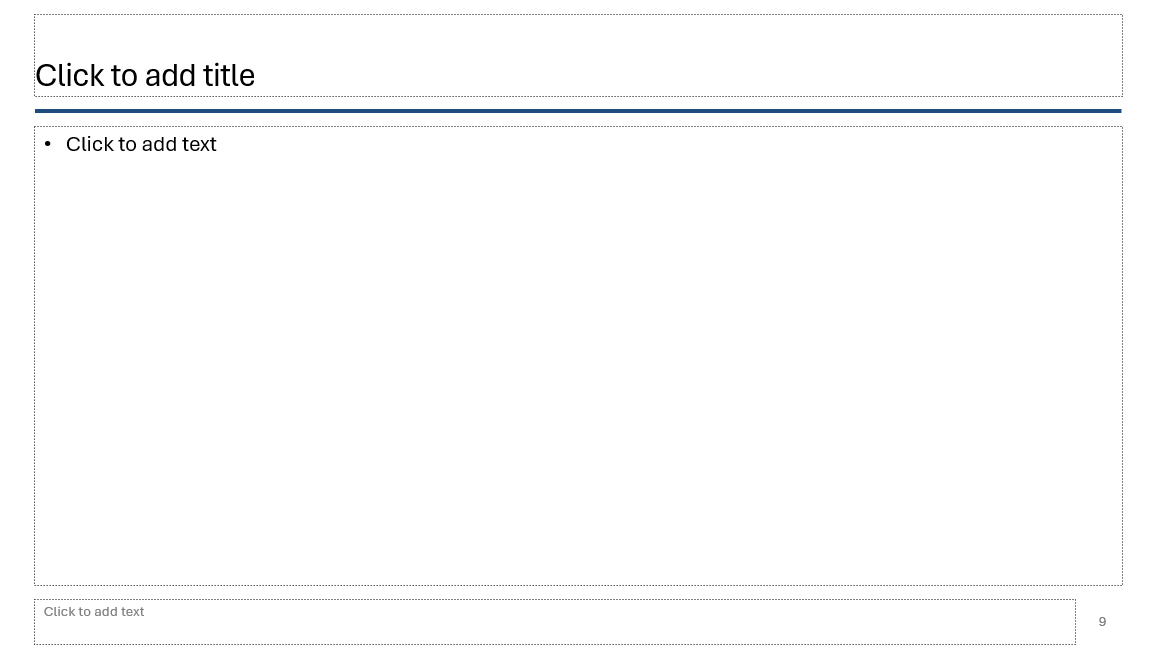 Click to add title
• Click to add text
Click to add text
9